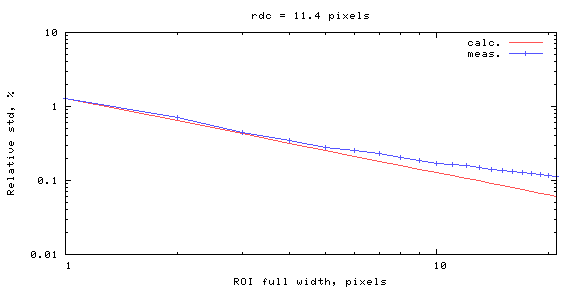 rdc = 11.4 pixels
10
calc.
meas.
1
Relative std, %
0.1
0.01
1 10
ROI full width, pixels